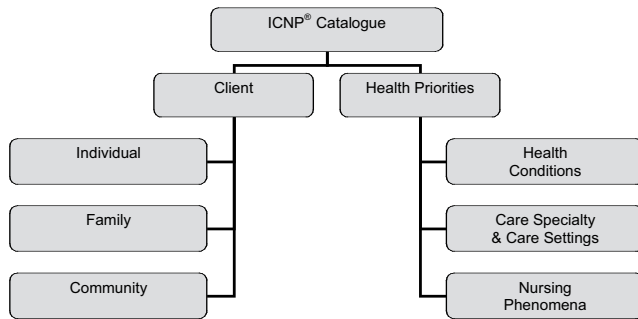 ICNP® Catalogue
Client
Health Priorities
Individual
Health
Conditions
Family
Care Specialty
& Care Settings
Community
Nursing
Phenomena